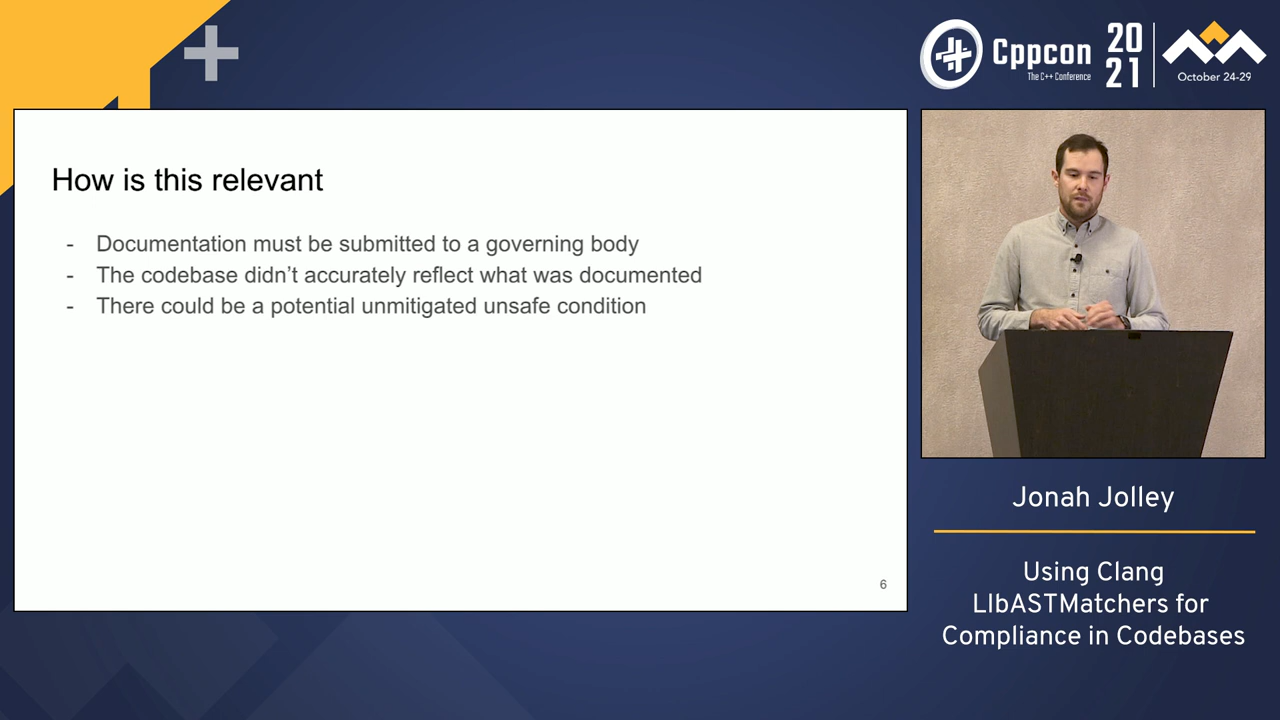 Cppcon
The C++ Conference
20
21
October 24-29
How is this relevant
- Documentation must be submitted to a governing body
- The codebase didn't accurately reflect what was documented
- There could be a potential unmitigated unsafe condition
6
Jonah Jolley
Using Clang
LIbASTMatchers for
Compliance in Codebases